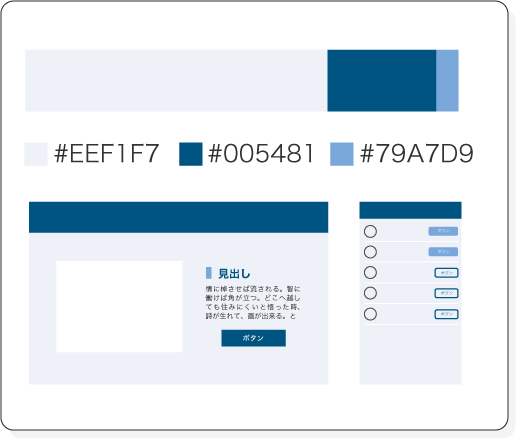 #EEF1F7
#005481
#79A7D9
見出し
情に棹させば流される。智に
働けば角が立つ。どこへ越し
ても住みにくいと悟った時、
詩が生れて、画が出来る。と
ボタン
ボタン
ボタン
ボタン
ボタン
ボタン